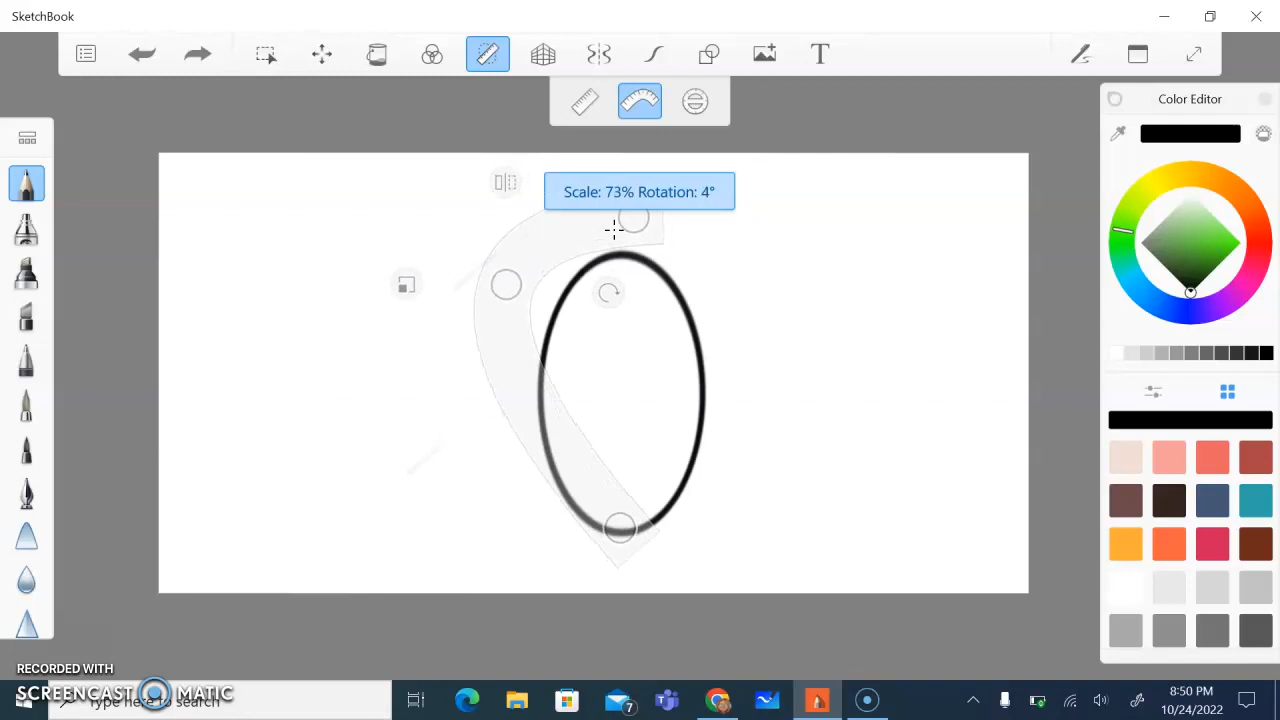 SketchBook
T
Color Editor
Scale: 73% Rotation: 4°
RECORDED WITH
SCREENCAST MATIC
Type here to search
7
8:50 PM
10/24/2022